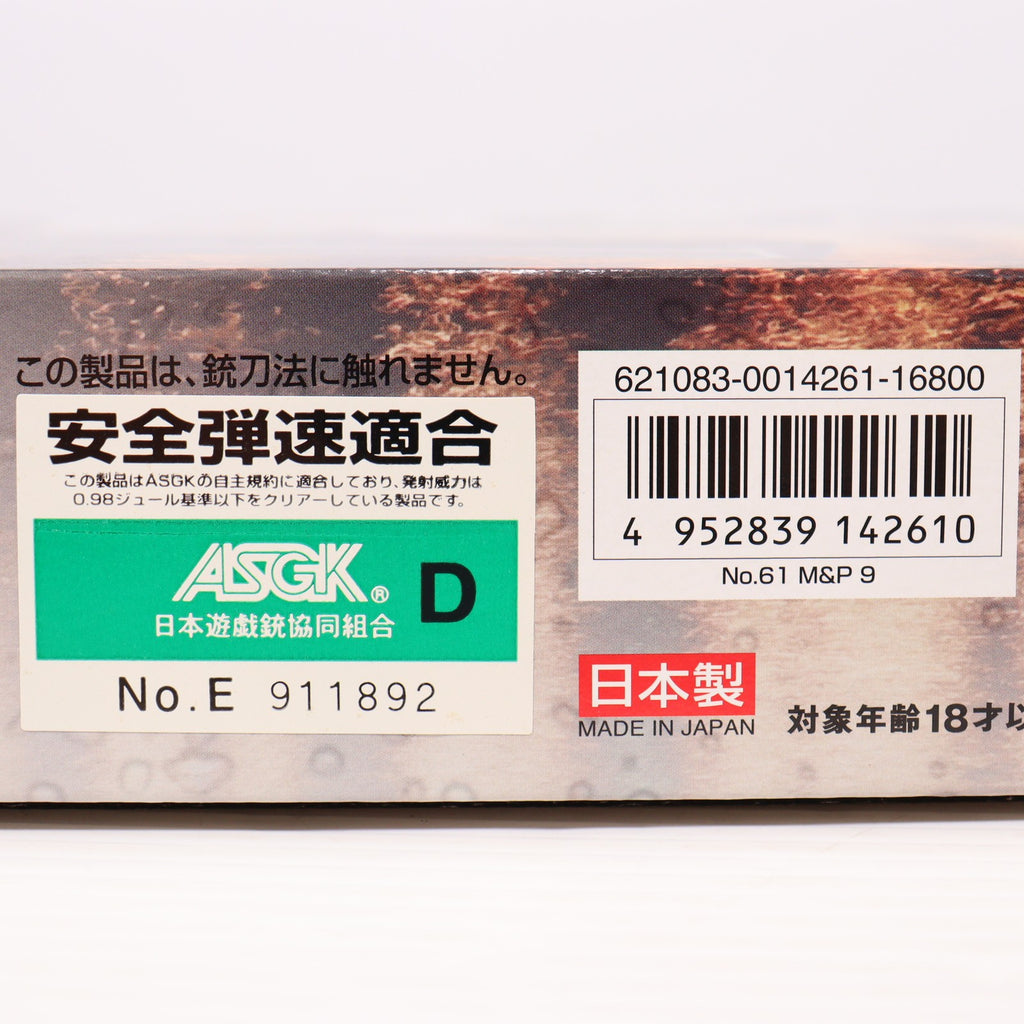 この製品は、銃刀法に触れません。
安全弾速適合
この製品はASGKの自主規約に適合しており、発射威力は
0.98ジュール基準以下をクリアーしている製品です。
ASGK® D
日本遊戯銃協同組合
No.E 911892
621083-0014261-16800
4 952839 142610
No.61 M&P 9
日本製
MADE IN JAPAN
対象年齢18才以